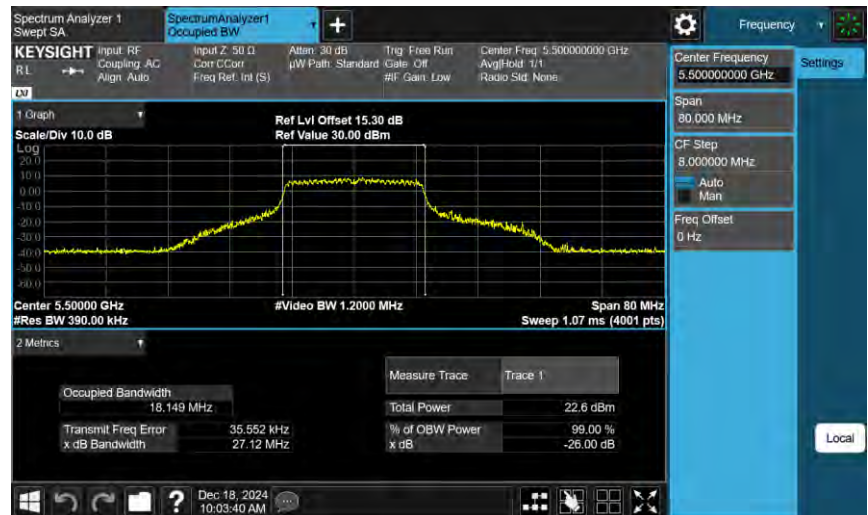 Spectrum Analyzer 1
Swept SA
SpectrumAnalyzer1
Occupied BW
Frequency
KEYSIGHT
RL
LXI
Input: RF
Coupling: AC
Align: Auto
Input Z: 50 Ω
Corr CCorr
Freq Ref: Int (S)
Atten: 30 dB
µW Path: Standard
Trig: Free Run
Gate: Off
#IF Gain: Low
Center Freq: 5.500000000 GHz
Avg|Hold: 1/1
Radio Std: None
Center Frequency
5.500000000 GHz
Settings
Span
80.000 MHz
CF Step
8.000000 MHz
Auto
Man
Freq Offset
0 Hz
Local
1 Graph
Scale/Div 10.0 dB
Ref Lvl Offset 15.30 dB
Ref Value 30.00 dBm
Log
20.0
10.0
0.00
-10.0
-20.0
-30.0
-40.0
-50.0
-60.0
Center 5.50000 GHz
#Video BW 1.2000 MHz
Span 80 MHz
#Res BW 390.00 kHz
Sweep 1.07 ms (4001 pts)
2 Metrics
Measure Trace Trace 1
Occupied Bandwidth
18.149 MHz
Total Power 22.6 dBm
Transmit Freq Error 35.552 kHz
% of OBW Power 99.00 %
x dB Bandwidth 27.12 MHz
x dB -26.00 dB
Dec 18, 2024
10:03:40 AM